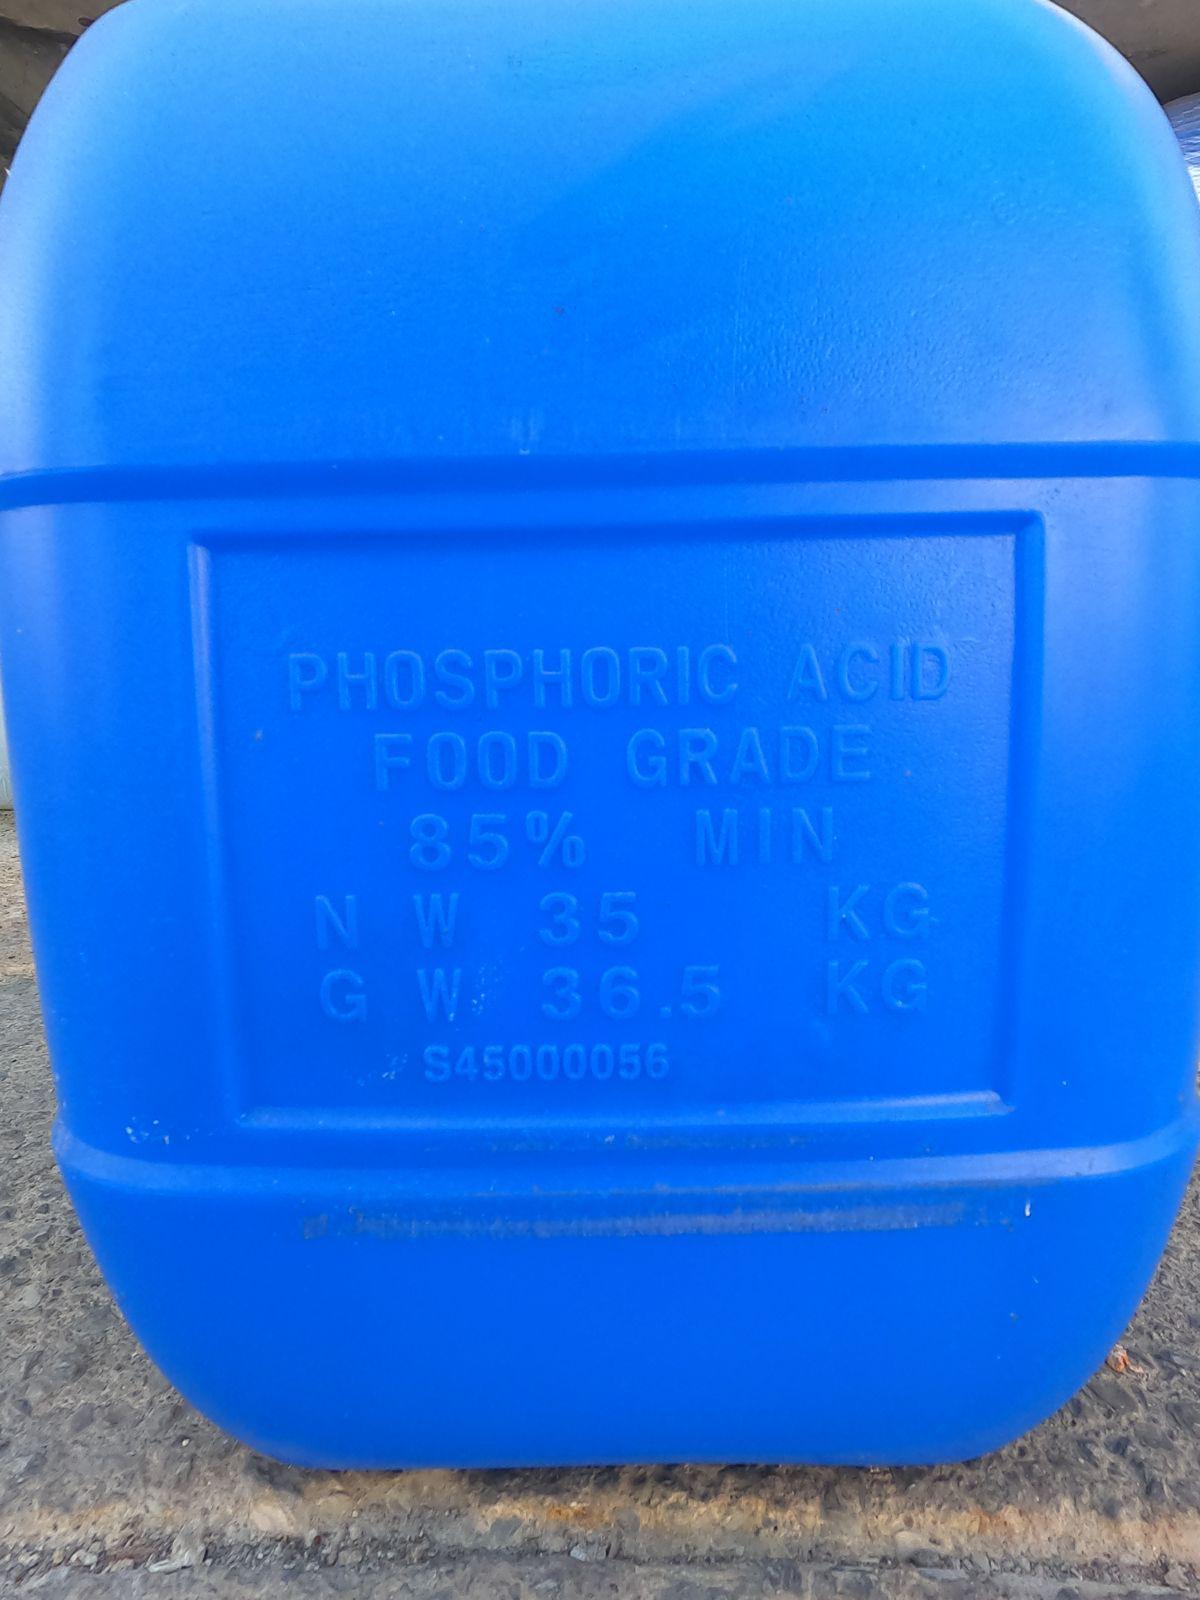 PHOSPHORIC ACID
FOOD GRADE
85% MIN
N W 35 KG
G W 36.5 KG
S45000056